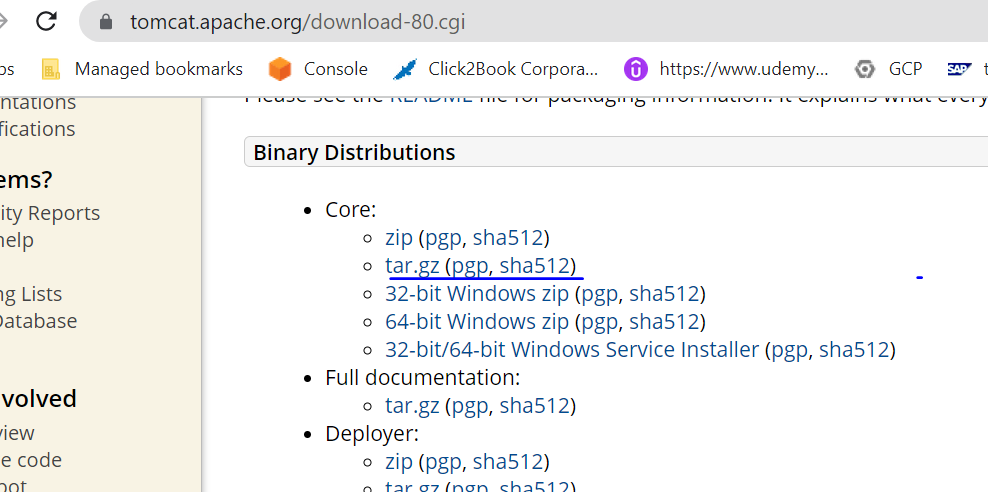 tomcat.apache.org/download-80.cgi
ps Managed bookmarks Console Click2Book Corpora... https://www.udemy... GCP SAP t
ntations
Please see the README file for packaging information. It explains what every
fications
Binary Distributions
ems?
Core:
ity Reports
zip (pgp, sha512)
help
tar.gz (pgp, sha512)
ng Lists
32-bit Windows zip (pgp, sha512)
Database
64-bit Windows zip (pgp, sha512)
32-bit/64-bit Windows Service Installer (pgp, sha512)
Full documentation:
volved
tar.gz (pgp, sha512)
view
Deployer:
e code
zip (pgp, sha512)
bot
tar.gz (pgp, sha512)